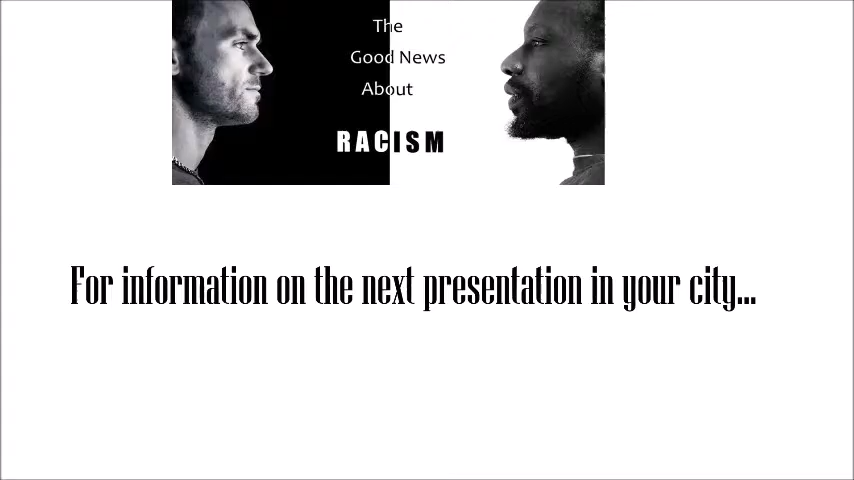 The
Good News
About
RACISM
For information on the next presentation in your city...